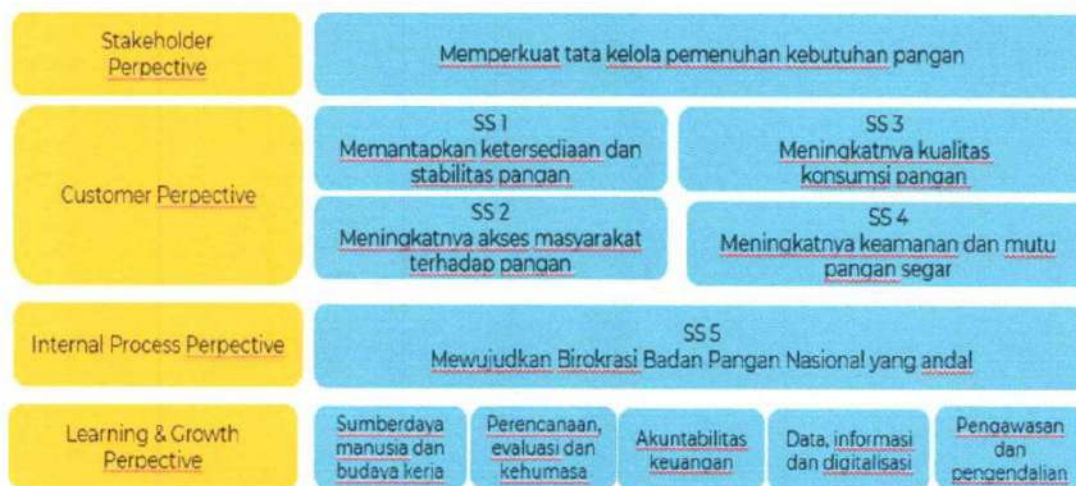 Stakeholder
Perpective
Memperkuat tata kelola pemenuhan kebutuhan pangan
Customer Perpective
SS 1
Memantapkan ketersediaan dan
stabilitas pangan
SS 3
Meningkatnya kualitas
konsumsi pangan
SS 2
Meningkatnya akses masyarakat
terhadap pangan
SS 4
Meningkatnya keamanan dan mutu
pangan segar
Internal Process Perpective
SS 5
Mewujudkan Birokrasi Badan Pangan Nasional yang andal
Learning & Growth
Perpective
Sumberdaya
manusia dan
budaya kerja
Perencanaan,
evaluasi dan
kehumasa
Akuntabilitas
keuangan
Data, informasi
dan digitalisasi
Pengawasan
dan
pengendalian